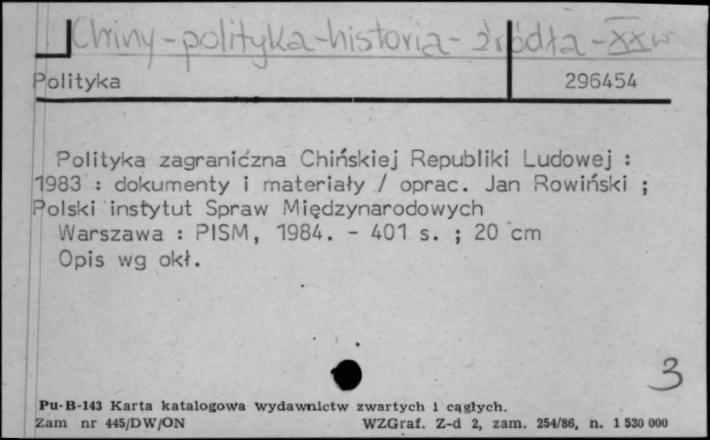 Chiny - polityka - historia - źródła - XX w
Polityka 296454
Polityka zagraniczna Chińskiej Republiki Ludowej :
1983 : dokumenty i materiały / oprac. Jan Rowiński ;
Polski instytut Spraw Międzynarodowych
Warszawa : PISM, 1984. - 401 s. ; 20 cm
Opis wg okł.
3
Pu-B-143 Karta katalogowa wydawnictw zwartych i cągłych.
Zam nr 445/DW/ON WZGraf. Z-d 2, zam. 254/86, n. 1 530 000